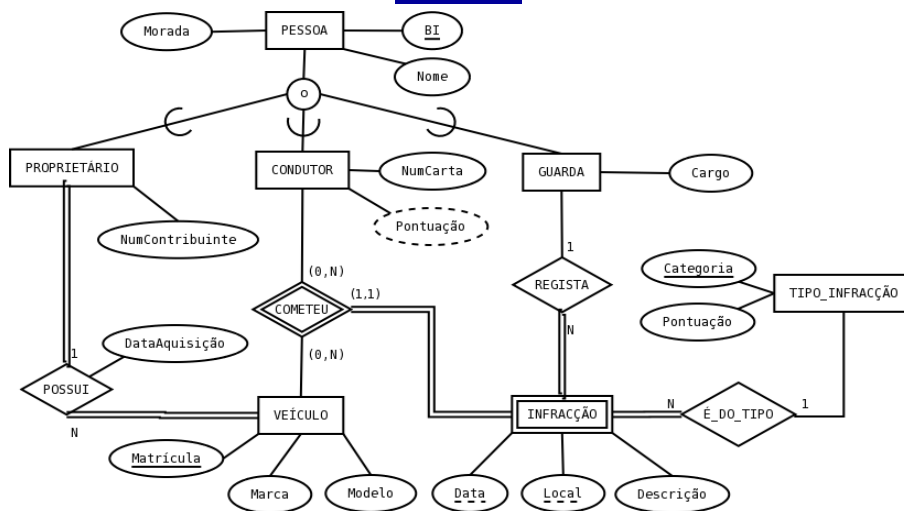 PESSOA
Morada
BI
Nome
o
PROPRIETÁRIO
CONDUTOR
NumCarta
GUARDA
Cargo
Pontuação
NumContribuinte
1
(0,N)
Categoria
(1,1)
REGISTA
TIPO_INFRACÇÃO
COMETEU
Pontuação
N
DataAquisição
(0,N)
1
POSSUI
N
1
VEÍCULO
INFRACÇÃO
É_DO_TIPO
N
Matrícula
Marca
Modelo
Data
Local
Descrição